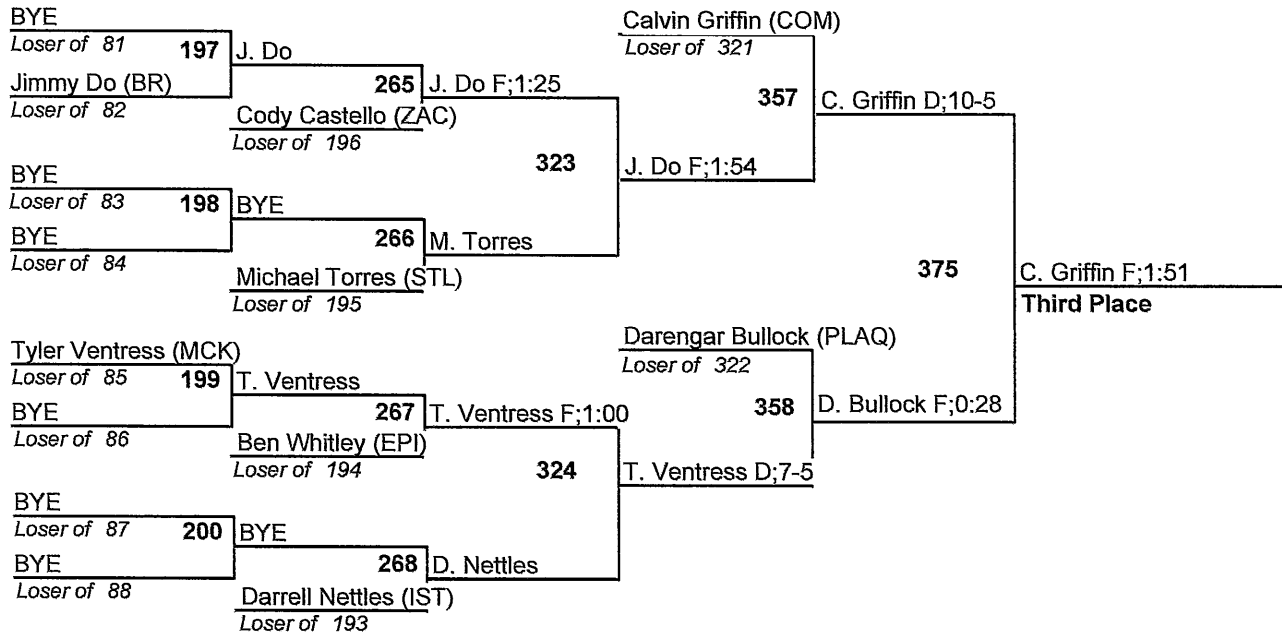 BYE
Loser of 81
197
Jimmy Do (BR)
Loser of 82
J. Do
265
Cody Castello (ZAC)
Loser of 196
J. Do F;1:25
BYE
Loser of 83
198
BYE
Loser of 84
BYE
266
Michael Torres (STL)
Loser of 195
M. Torres
323
J. Do F;1:54
Calvin Griffin (COM)
Loser of 321
357
C. Griffin D;10-5
Tyler Ventress (MCK)
Loser of 85
199
BYE
Loser of 86
T. Ventress
267
Ben Whitley (EPI)
Loser of 194
T. Ventress F;1:00
BYE
Loser of 87
200
BYE
Loser of 88
BYE
268
Darrell Nettles (IST)
Loser of 193
D. Nettles
324
T. Ventress D;7-5
Darengar Bullock (PLAQ)
Loser of 322
358
D. Bullock F;0:28
375
C. Griffin F;1:51
Third Place